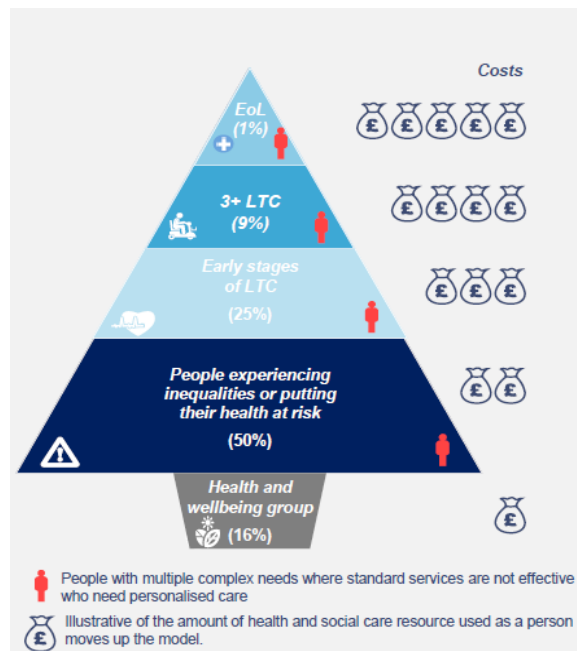 Costs
EoL
(1%)
£ £ £ £ £
3+ LTC
(9%)
£ £ £ £
Early stages
of LTC
(25%)
£ £ £
People experiencing
inequalities or putting
their health at risk
(50%)
£ £
Health and
wellbeing group
(16%)
£
People with multiple complex needs where standard services are not effective
who need personalised care
£
Illustrative of the amount of health and social care resource used as a person
moves up the model.